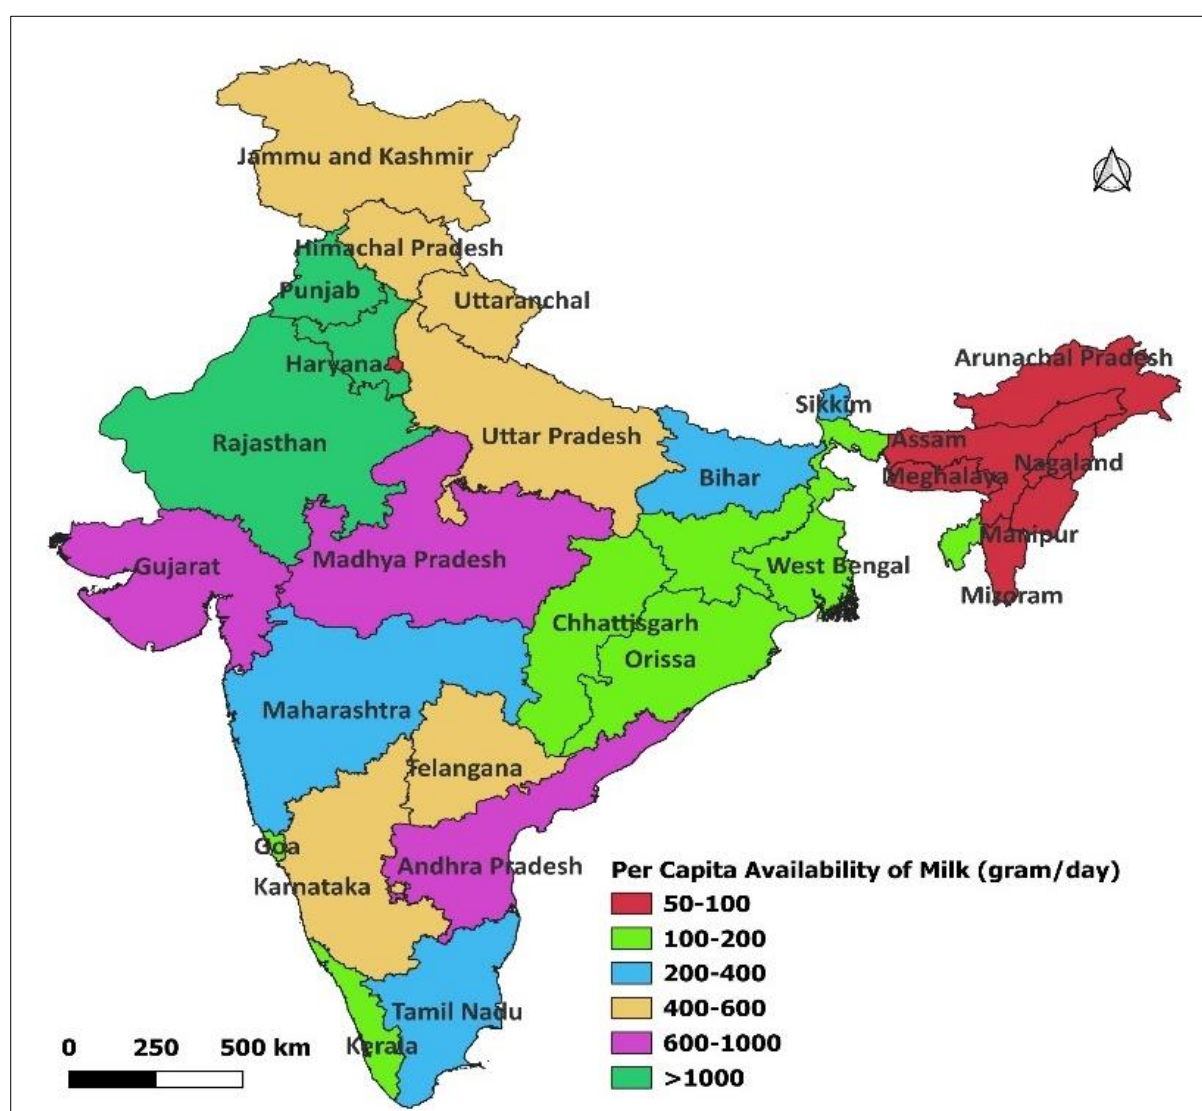 Jammu and Kashmir
Himachal Pradesh
Punjab
Uttaranchal
Haryana
Arunachal Pradesh
Sikkim
Rajasthan
Uttar Pradesh
Assam
Bihar
Nagaland
Meghalaya
Gujarat
Madhya Pradesh
Manipur
West Bengal
Mizoram
Chhattisgarh
Orissa
Maharashtra
Telangana
Goa
Karnataka
Andhra Pradesh
Tamil Nadu
Kerala
Per Capita Availability of Milk (gram/day)
50-100
100-200
200-400
400-600
600-1000
>1000
0 250 500 km